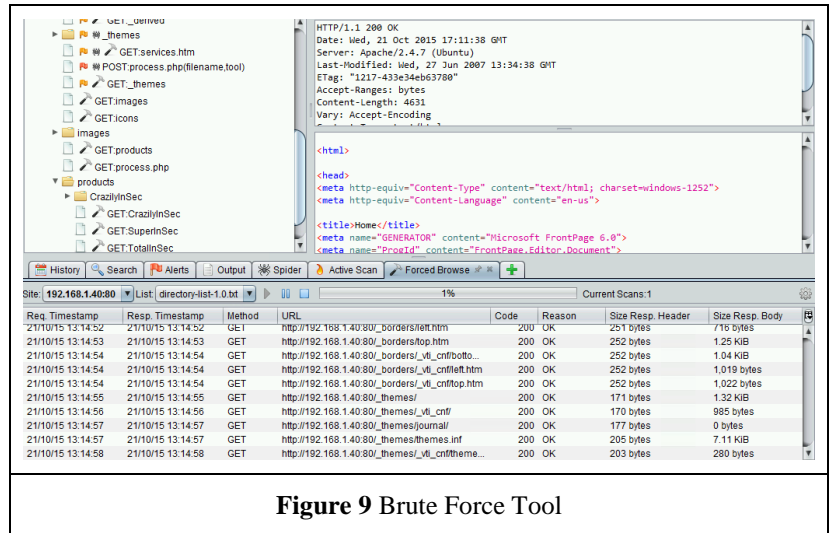 GET:_derived
_themes
GET:services.htm
POST:process.php(filename,tool)
GET:_themes
GET:images
GET:icons
images
GET:products
GET:process.php
products
CrazilyInSec
GET:CrazilyInSec
GET:SuperInSec
GET:TotalInSec
HTTP/1.1 200 OK
Date: Wed, 21 Oct 2015 17:11:38 GMT
Server: Apache/2.4.7 (Ubuntu)
Last-Modified: Wed, 27 Jun 2007 13:34:38 GMT
ETag: "1217-433e34eb63780"
Accept-Ranges: bytes
Content-Length: 4631
Vary: Accept-Encoding
<html>
<head>
<meta http-equiv="Content-Type" content="text/html; charset=windows-1252">
<meta http-equiv="Content-Language" content="en-us">
<title>Home</title>
<meta name="GENERATOR" content="Microsoft FrontPage 6.0">
<meta name="ProgId" content="FrontPage.Editor.Document">
History Search Alerts Output Spider Active Scan Forced Browse
Site: 192.168.1.40:80 List: directory-list-1.0.txt 1% Current Scans:1
Req. Timestamp Resp. Timestamp Method URL Code Reason Size Resp. Header Size Resp. Body
21/10/15 13:14:52 21/10/15 13:14:52 GET http://192.168.1.40:80/_borders/left.htm 200 OK 251 bytes 716 bytes
21/10/15 13:14:53 21/10/15 13:14:53 GET http://192.168.1.40:80/_borders/top.htm 200 OK 252 bytes 1.25 KiB
21/10/15 13:14:54 21/10/15 13:14:54 GET http://192.168.1.40:80/_borders/_vti_cnf/botto... 200 OK 252 bytes 1.04 KiB
21/10/15 13:14:54 21/10/15 13:14:54 GET http://192.168.1.40:80/_borders/_vti_cnf/left.htm 200 OK 252 bytes 1,019 bytes
21/10/15 13:14:54 21/10/15 13:14:54 GET http://192.168.1.40:80/_borders/_vti_cnf/top.htm 200 OK 252 bytes 1,022 bytes
21/10/15 13:14:55 21/10/15 13:14:55 GET http://192.168.1.40:80/_themes/ 200 OK 171 bytes 1.32 KiB
21/10/15 13:14:56 21/10/15 13:14:56 GET http://192.168.1.40:80/_themes/_vti_cnf/ 200 OK 170 bytes 985 bytes
21/10/15 13:14:57 21/10/15 13:14:57 GET http://192.168.1.40:80/_themes/journal/ 200 OK 177 bytes 0 bytes
21/10/15 13:14:57 21/10/15 13:14:57 GET http://192.168.1.40:80/_themes/themes.inf 200 OK 205 bytes 7.11 KiB
21/10/15 13:14:58 21/10/15 13:14:58 GET http://192.168.1.40:80/_themes/_vti_cnf/theme... 200 OK 203 bytes 280 bytes
Figure 9 Brute Force Tool